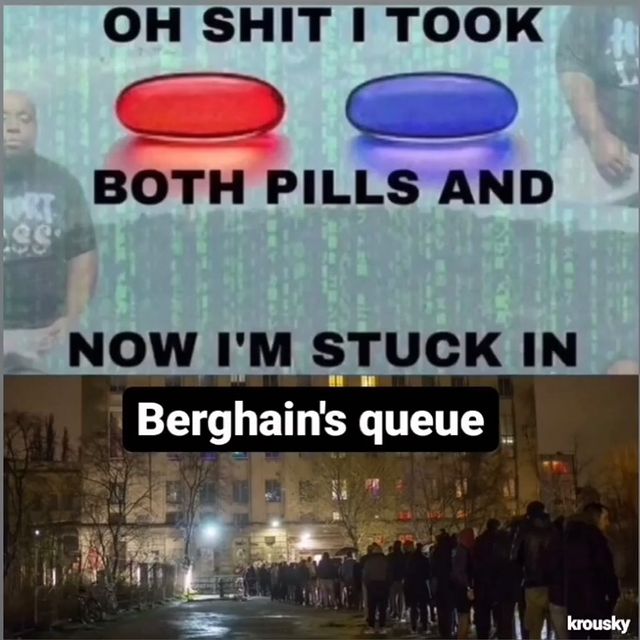 OH SHIT I TOOK
BOTH PILLS AND
NOW I'M STUCK IN
Berghain's queue
krousky